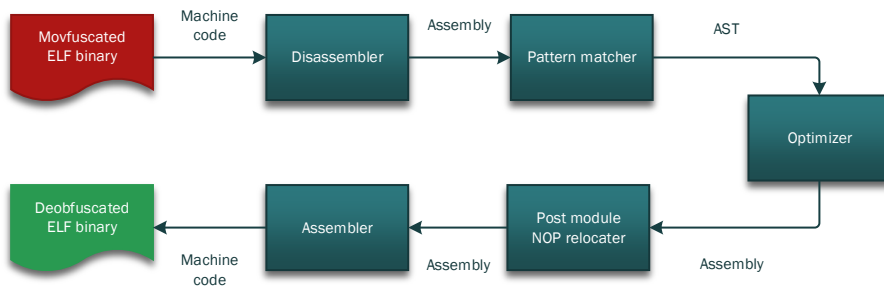 Movfuscated
ELF binary
Machine
code
Disassembler
Assembly
Pattern matcher
AST
Optimizer
Deobfuscated
ELF binary
Machine
code
Assembler
Assembly
Post module
NOP relocater
Assembly